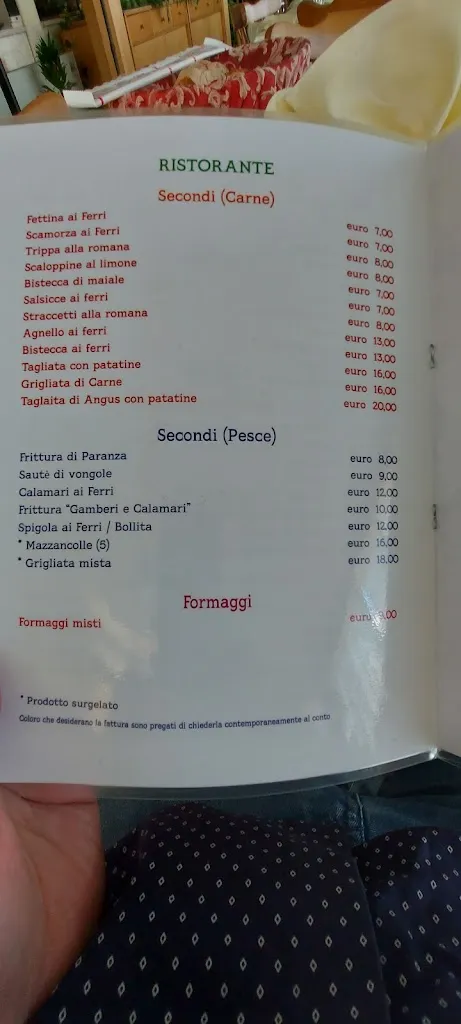 RISTORANTE
Secondi (Carne)
Fettina ai Ferri euro 7,00
Scamorza ai Ferri euro 7,00
Trippa alla romana euro 8,00
Scaloppine al limone euro 8,00
Bistecca di maiale euro 7,00
Salsicce ai ferri euro 7,00
Straccetti alla romana euro 8,00
Agnello ai ferri euro 13,00
Bistecca ai ferri euro 13,00
Tagliata con patatine euro 16,00
Grigliata di Carne euro 16,00
Taglaita di Angus con patatine euro 20,00
Secondi (Pesce)
Frittura di Paranza euro 8,00
Sautè di vongole euro 9,00
Calamari ai Ferri euro 12,00
Frittura "Gamberi e Calamari" euro 10,00
Spigola ai Ferri / Bollita euro 12,00
* Mazzancolle (5) euro 16,00
* Grigliata mista euro 18,00
Formaggi
Formaggi misti euro
* Prodotto surgelato
Coloro che desiderano la fattura sono pregati di chiederla contemporaneamente al conto